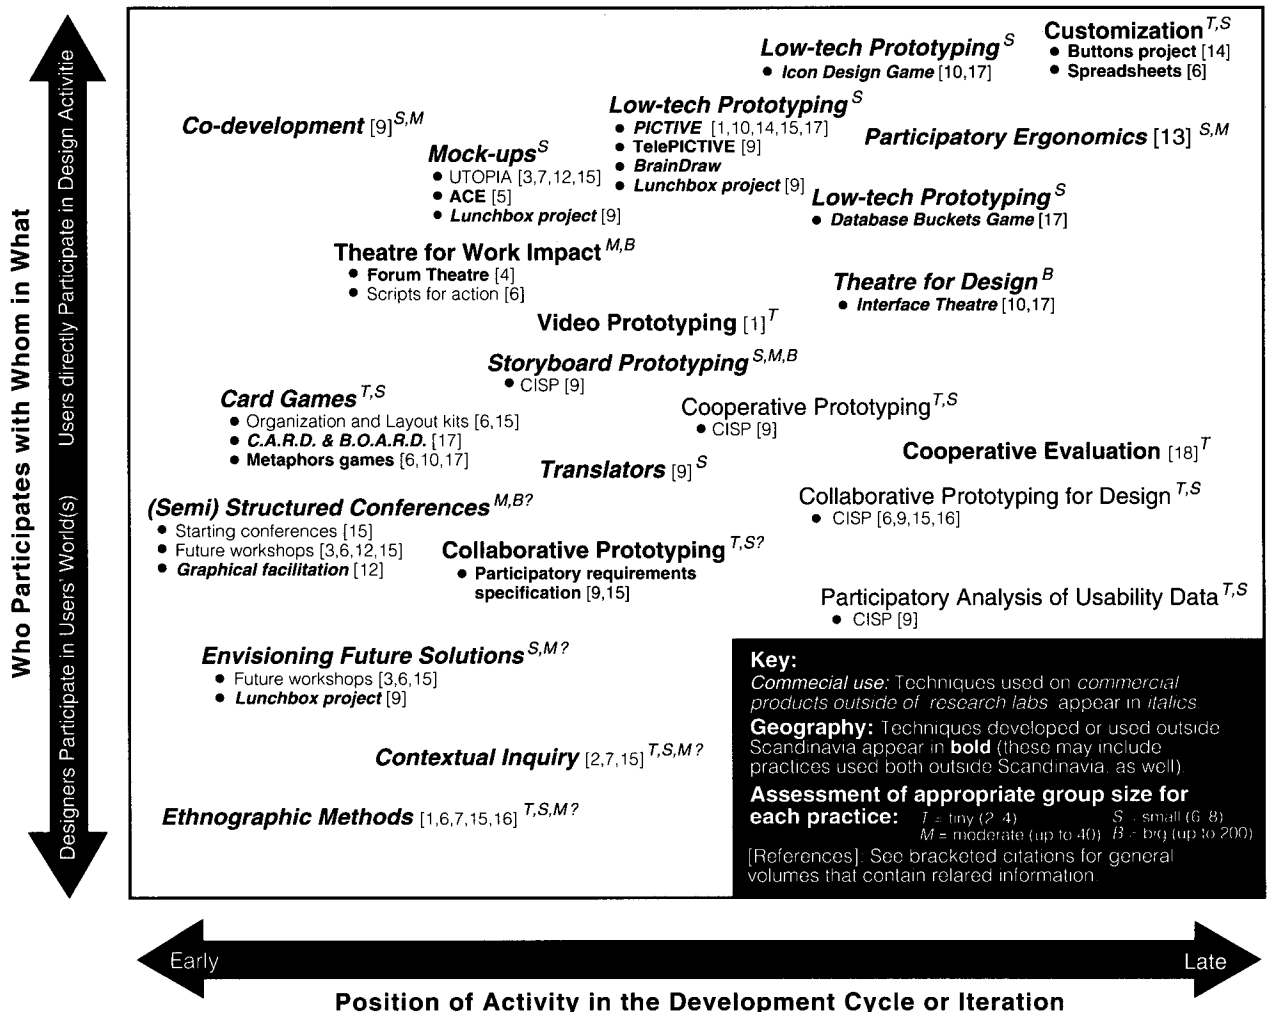 Who Participates with Whom in What
Users directly Participate in Design Activitie
Designers Participate in Users' World(s)
Customization T,S
• Buttons project [14]
• Spreadsheets [6]
Low-tech Prototyping S
• Icon Design Game [10,17]
Low-tech Prototyping S
• PICTIVE [1,10,14,15,17]
• TelePICTIVE [9]
• BrainDraw
• Lunchbox project [9]
Co-development [9] S,M
Participatory Ergonomics [13] S,M
Mock-ups S
• UTOPIA [3,7,12,15]
• ACE [5]
• Lunchbox project [9]
Low-tech Prototyping S
• Database Buckets Game [17]
Theatre for Work Impact M,B
• Forum Theatre [4]
• Scripts for action [6]
Theatre for Design B
• Interface Theatre [10,17]
Video Prototyping [1] T
Storyboard Prototyping S,M,B
• CISP [9]
Card Games T,S
• Organization and Layout kits [6,15]
• C.A.R.D. & B.O.A.R.D. [17]
• Metaphors games [6,10,17]
Cooperative Prototyping T,S
• CISP [9]
Cooperative Evaluation [18] T
Translators [9] S
Collaborative Prototyping for Design T,S
• CISP [6,9,15,16]
(Semi) Structured Conferences M,B?
• Starting conferences [15]
• Future workshops [3,6,12,15]
• Graphical facilitation [12]
Collaborative Prototyping T,S?
• Participatory requirements
specification [9,15]
Participatory Analysis of Usability Data T,S
• CISP [9]
Envisioning Future Solutions S,M?
• Future workshops [3,6,15]
• Lunchbox project [9]
Contextual Inquiry [2,7,15] T,S,M?
Ethnographic Methods [1,6,7,15,16] T,S,M?
Key:
Commecial use: Techniques used on commercial
products outside of research labs appear in italics.
Geography: Techniques developed or used outside
Scandinavia appear in bold (these may include
practices used both outside Scandinavia, as well).
Assessment of appropriate group size for
each practice: T = tiny (2-4) S = small (6-8)
M = moderate (up to 40) B = big (up to 200)
[References]: See bracketed citations for general
volumes that contain relared information.
Early
Late
Position of Activity in the Development Cycle or Iteration